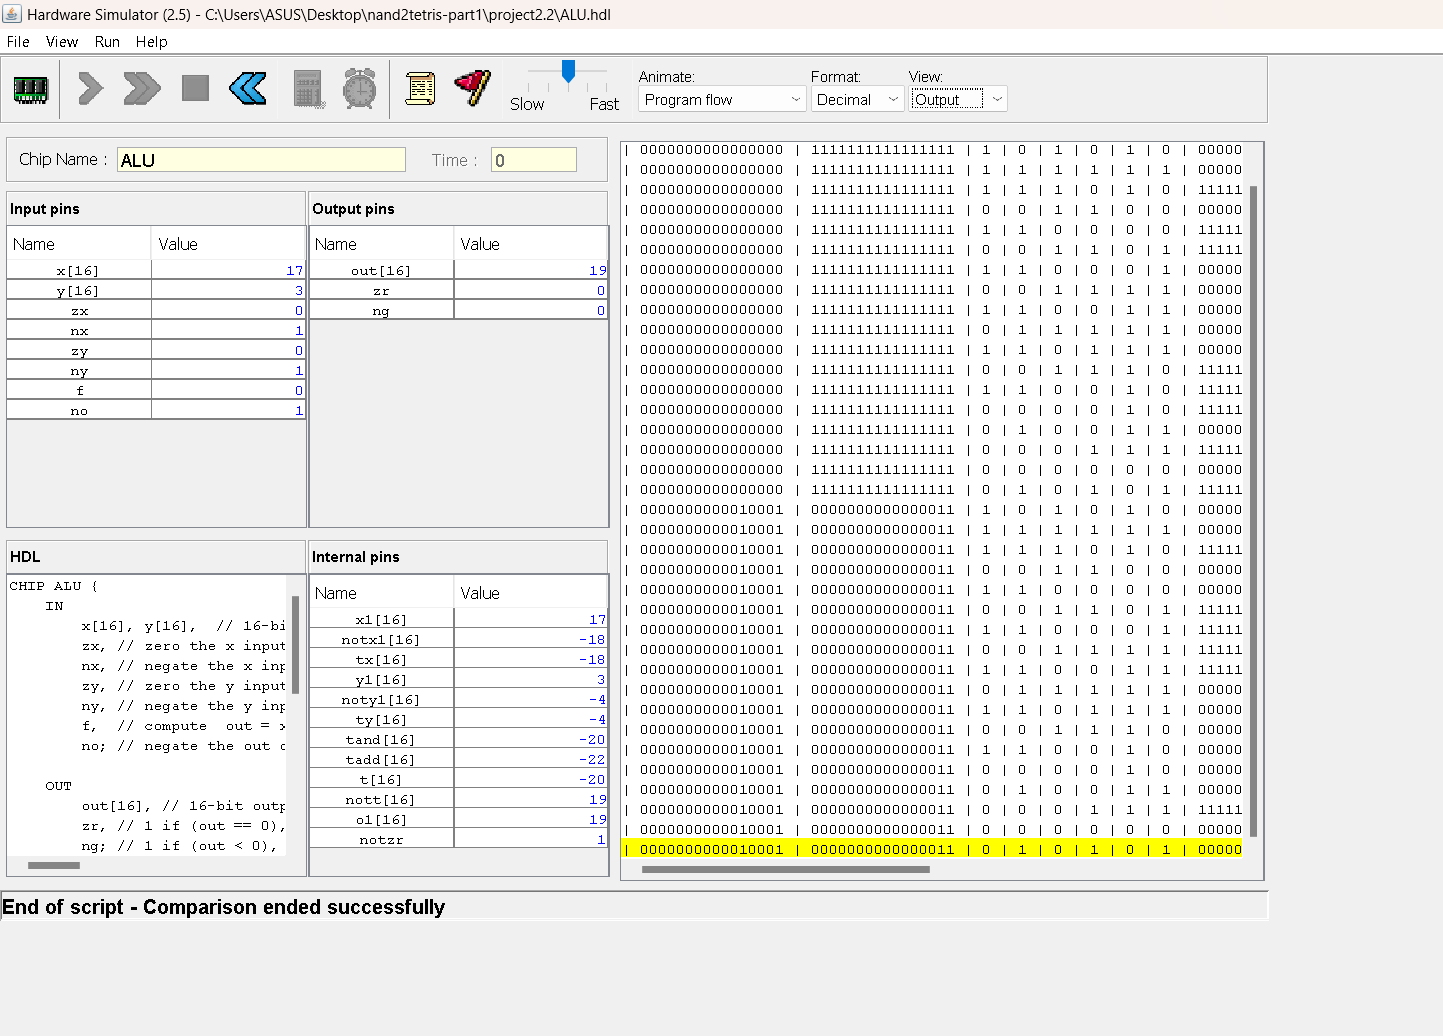 Hardware Simulator (2.5) - C:\Users\ASUS\Desktop\nand2tetris-part1\project2.2\ALU.hdl
File View Run Help
Slow Fast
Animate:
Program flow
Format:
Decimal
View:
Output
Chip Name : ALU Time : 0
Input pins
Name Value
x[16] 17
y[16] 3
zx 0
nx 1
zy 0
ny 1
f 0
no 1
Output pins
Name Value
out[16] 19
zr 0
ng 0
HDL
CHIP ALU {
IN
x[16], y[16], // 16-bi
zx, // zero the x input
nx, // negate the x inp
zy, // zero the y input
ny, // negate the y inp
f, // compute out = x
no; // negate the out o
OUT
out[16], // 16-bit outp
zr, // 1 if (out == 0),
ng; // 1 if (out < 0),
Internal pins
Name Value
x1[16] 17
notx1[16] -18
tx[16] -18
y1[16] 3
noty1[16] -4
ty[16] -4
tand[16] -20
tadd[16] -22
t[16] -20
nott[16] 19
o1[16] 19
notzr 1
| 0000000000000000 | 1111111111111111 | 1 | 0 | 1 | 0 | 1 | 0 | 00000
| 0000000000000000 | 1111111111111111 | 1 | 1 | 1 | 1 | 1 | 1 | 00000
| 0000000000000000 | 1111111111111111 | 1 | 1 | 1 | 0 | 1 | 0 | 11111
| 0000000000000000 | 1111111111111111 | 0 | 0 | 1 | 1 | 0 | 0 | 00000
| 0000000000000000 | 1111111111111111 | 1 | 1 | 0 | 0 | 0 | 0 | 11111
| 0000000000000000 | 1111111111111111 | 0 | 0 | 1 | 1 | 0 | 1 | 11111
| 0000000000000000 | 1111111111111111 | 1 | 1 | 0 | 0 | 0 | 1 | 00000
| 0000000000000000 | 1111111111111111 | 0 | 0 | 1 | 1 | 1 | 1 | 00000
| 0000000000000000 | 1111111111111111 | 1 | 1 | 0 | 0 | 1 | 1 | 00000
| 0000000000000000 | 1111111111111111 | 0 | 1 | 1 | 1 | 1 | 1 | 00000
| 0000000000000000 | 1111111111111111 | 1 | 1 | 0 | 1 | 1 | 1 | 00000
| 0000000000000000 | 1111111111111111 | 0 | 0 | 1 | 1 | 1 | 0 | 11111
| 0000000000000000 | 1111111111111111 | 1 | 1 | 0 | 0 | 1 | 0 | 11111
| 0000000000000000 | 1111111111111111 | 0 | 0 | 0 | 0 | 1 | 0 | 11111
| 0000000000000000 | 1111111111111111 | 0 | 1 | 0 | 0 | 1 | 1 | 00000
| 0000000000000000 | 1111111111111111 | 0 | 0 | 0 | 1 | 1 | 1 | 11111
| 0000000000000000 | 1111111111111111 | 0 | 0 | 0 | 0 | 0 | 0 | 00000
| 0000000000000000 | 1111111111111111 | 0 | 1 | 0 | 1 | 0 | 1 | 11111
| 0000000000010001 | 0000000000000011 | 1 | 0 | 1 | 0 | 1 | 0 | 00000
| 0000000000010001 | 0000000000000011 | 1 | 1 | 1 | 1 | 1 | 1 | 00000
| 0000000000010001 | 0000000000000011 | 1 | 1 | 1 | 0 | 1 | 0 | 11111
| 0000000000010001 | 0000000000000011 | 0 | 0 | 1 | 1 | 0 | 0 | 00000
| 0000000000010001 | 0000000000000011 | 1 | 1 | 0 | 0 | 0 | 0 | 00000
| 0000000000010001 | 0000000000000011 | 0 | 0 | 1 | 1 | 0 | 1 | 11111
| 0000000000010001 | 0000000000000011 | 1 | 1 | 0 | 0 | 0 | 1 | 11111
| 0000000000010001 | 0000000000000011 | 0 | 0 | 1 | 1 | 1 | 1 | 11111
| 0000000000010001 | 0000000000000011 | 1 | 1 | 0 | 0 | 1 | 1 | 11111
| 0000000000010001 | 0000000000000011 | 0 | 1 | 1 | 1 | 1 | 1 | 00000
| 0000000000010001 | 0000000000000011 | 1 | 1 | 0 | 1 | 1 | 1 | 00000
| 0000000000010001 | 0000000000000011 | 0 | 0 | 1 | 1 | 1 | 0 | 00000
| 0000000000010001 | 0000000000000011 | 1 | 1 | 0 | 0 | 1 | 0 | 00000
| 0000000000010001 | 0000000000000011 | 0 | 0 | 0 | 0 | 1 | 0 | 00000
| 0000000000010001 | 0000000000000011 | 0 | 1 | 0 | 0 | 1 | 1 | 00000
| 0000000000010001 | 0000000000000011 | 0 | 0 | 0 | 1 | 1 | 1 | 11111
| 0000000000010001 | 0000000000000011 | 0 | 0 | 0 | 0 | 0 | 0 | 00000
| 0000000000010001 | 0000000000000011 | 0 | 1 | 0 | 1 | 0 | 1 | 00000
End of script - Comparison ended successfully